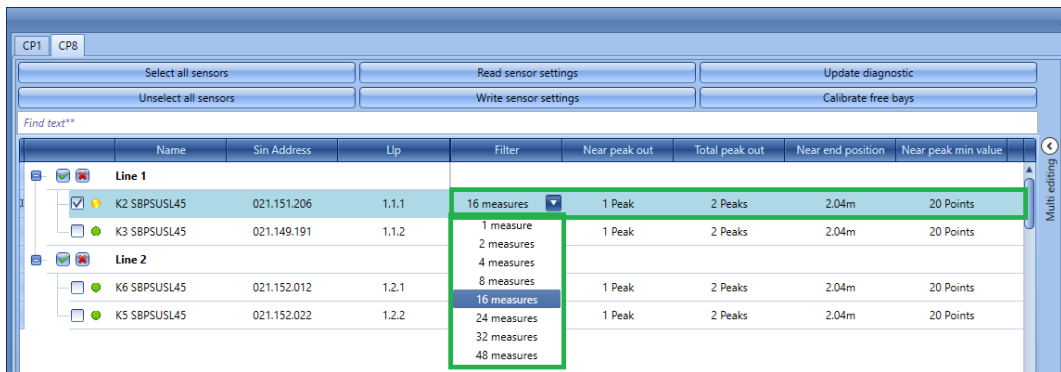 CP1 CP8
Select all sensors Read sensor settings Update diagnostic
Unselect all sensors Write sensor settings Calibrate free bays
Find text**
Name Sin Address Llp Filter Near peak out Total peak out Near end position Near peak min value
Line 1
K2 SBPSUSL45 021.151.206 1.1.1 16 measures 1 Peak 2 Peaks 2.04m 20 Points
K3 SBPSUSL45 021.149.191 1.1.2 1 Peak 2 Peaks 2.04m 20 Points
Line 2
K6 SBPSUSL45 021.152.012 1.2.1 1 Peak 2 Peaks 2.04m 20 Points
K5 SBPSUSL45 021.152.022 1.2.2 1 Peak 2 Peaks 2.04m 20 Points
1 measure
2 measures
4 measures
8 measures
16 measures
24 measures
32 measures
48 measures
Multi editing